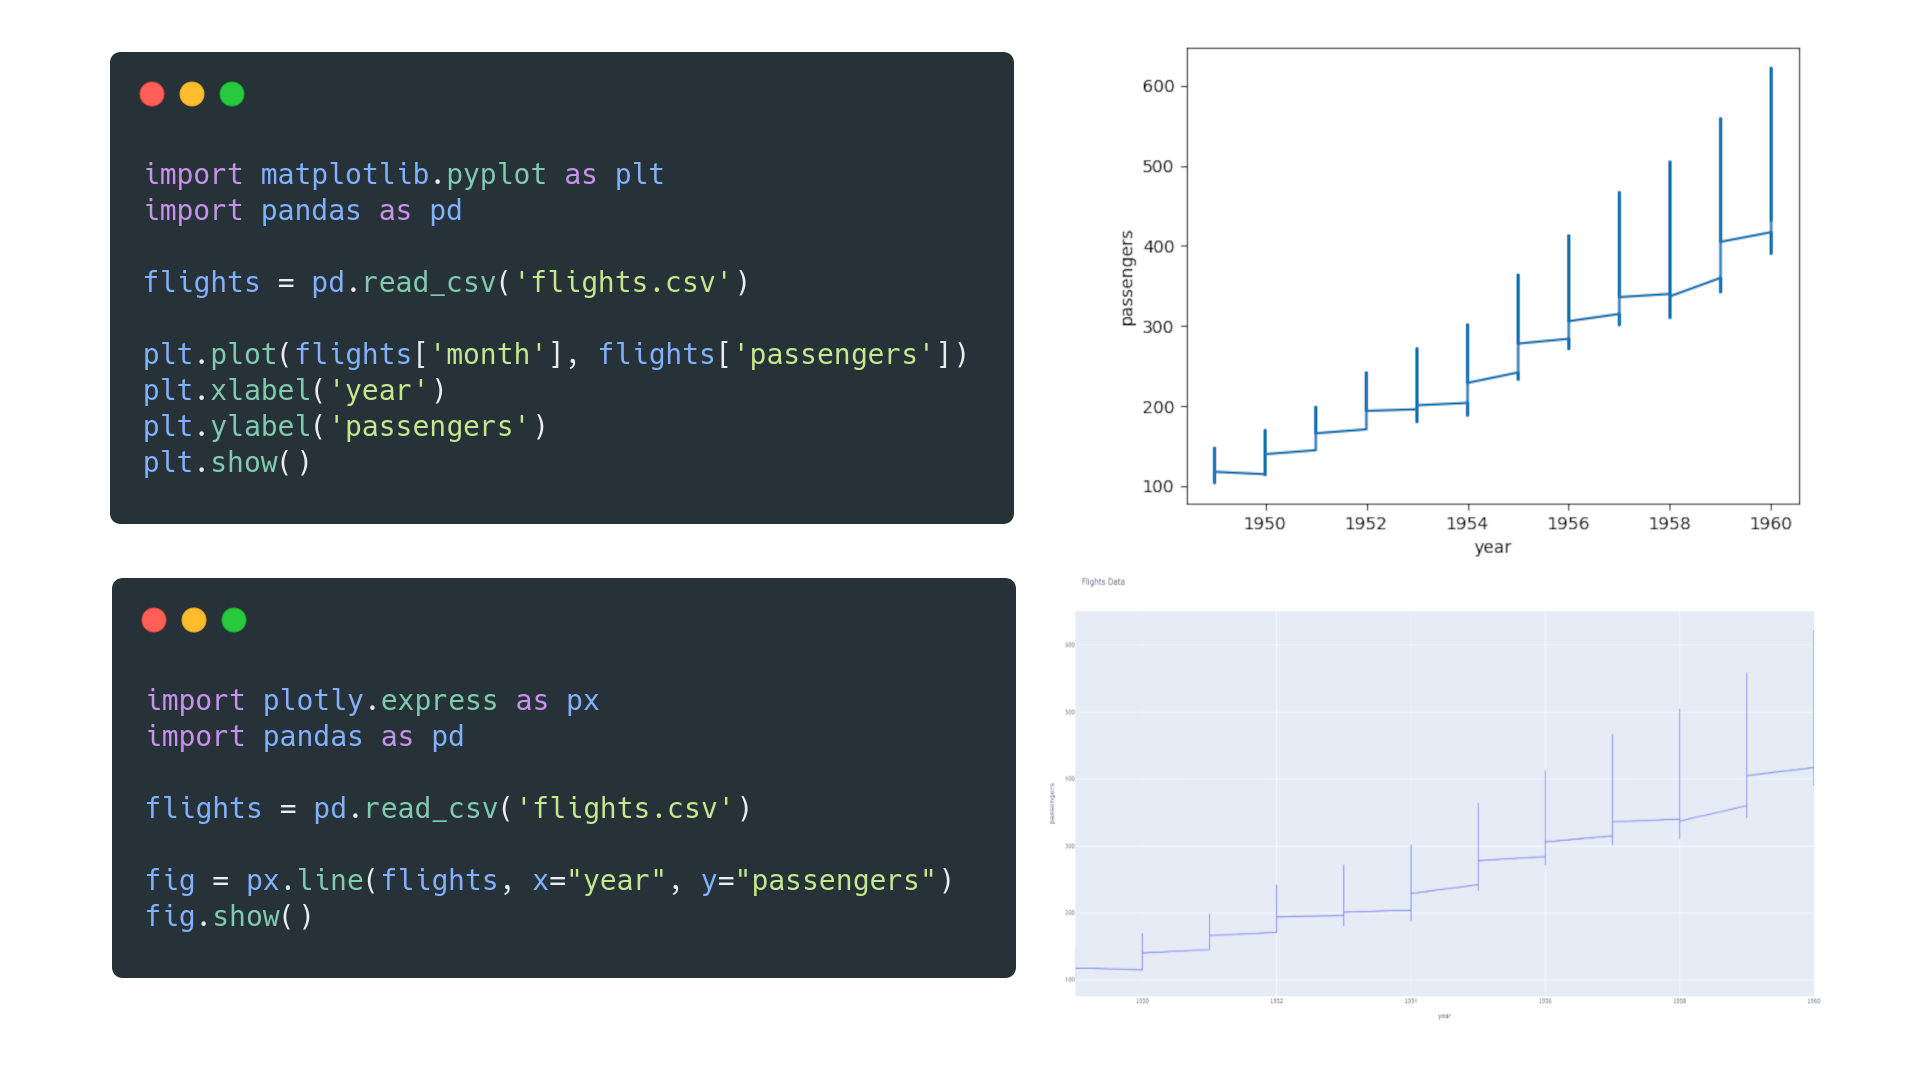 import matplotlib.pyplot as plt
import pandas as pd
flights = pd.read_csv('flights.csv')
plt.plot(flights['month'], flights['passengers'])
plt.xlabel('year')
plt.ylabel('passengers')
plt.show()
600
500
400
300
200
100
passengers
1950 1952 1954 1956 1958 1960
year
import plotly.express as px
import pandas as pd
flights = pd.read_csv('flights.csv')
fig = px.line(flights, x="year", y="passengers")
fig.show()
Flights Data
600
500
400
300
200
100
passengers
1950 1952 1954 1956 1958 1960
year